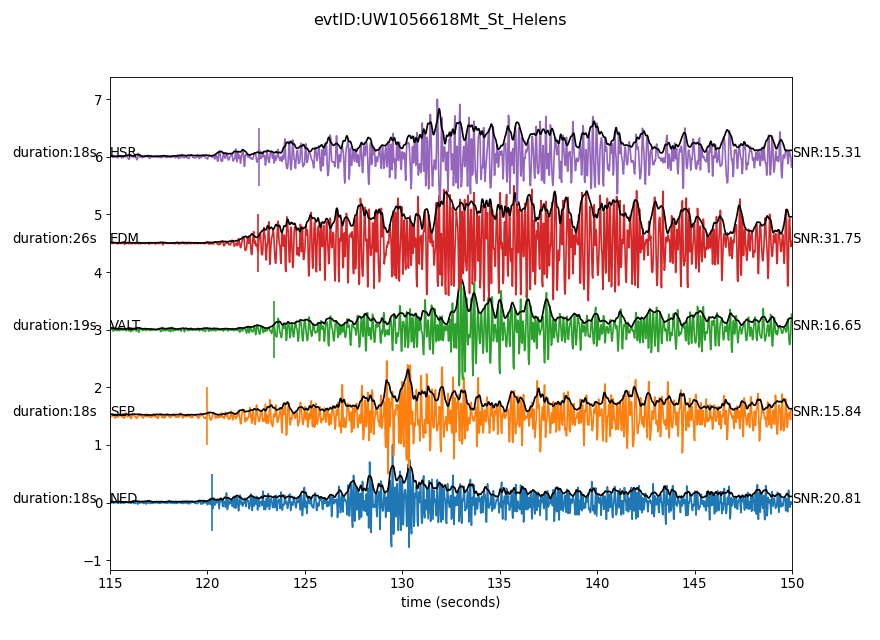 evtID:UW1056618Mt_St_Helens
7
duration:18s HSR 6 SNR:15.31
5
duration:26s EDM SNR:31.75
4
duration:19s VALT 3 SNR:16.65
2
duration:18s SEP SNR:15.84
1
duration:18s NED 0 SNR:20.81
−1
115 120 125 130 135 140 145 150
time (seconds)